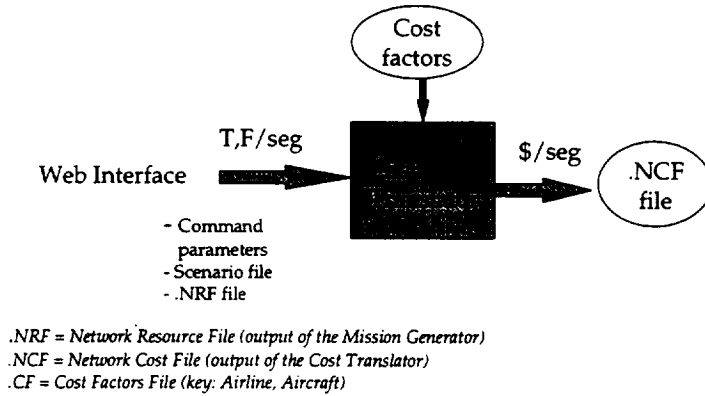 Cost
factors
T,F/seg
$/seg
Web Interface
.NCF
file
- Command
parameters
- Scenario file
- .NRF file
.NRF = Network Resource File (output of the Mission Generator)
.NCF = Network Cost File (output of the Cost Translator)
.CF = Cost Factors File (key: Airline, Aircraft)